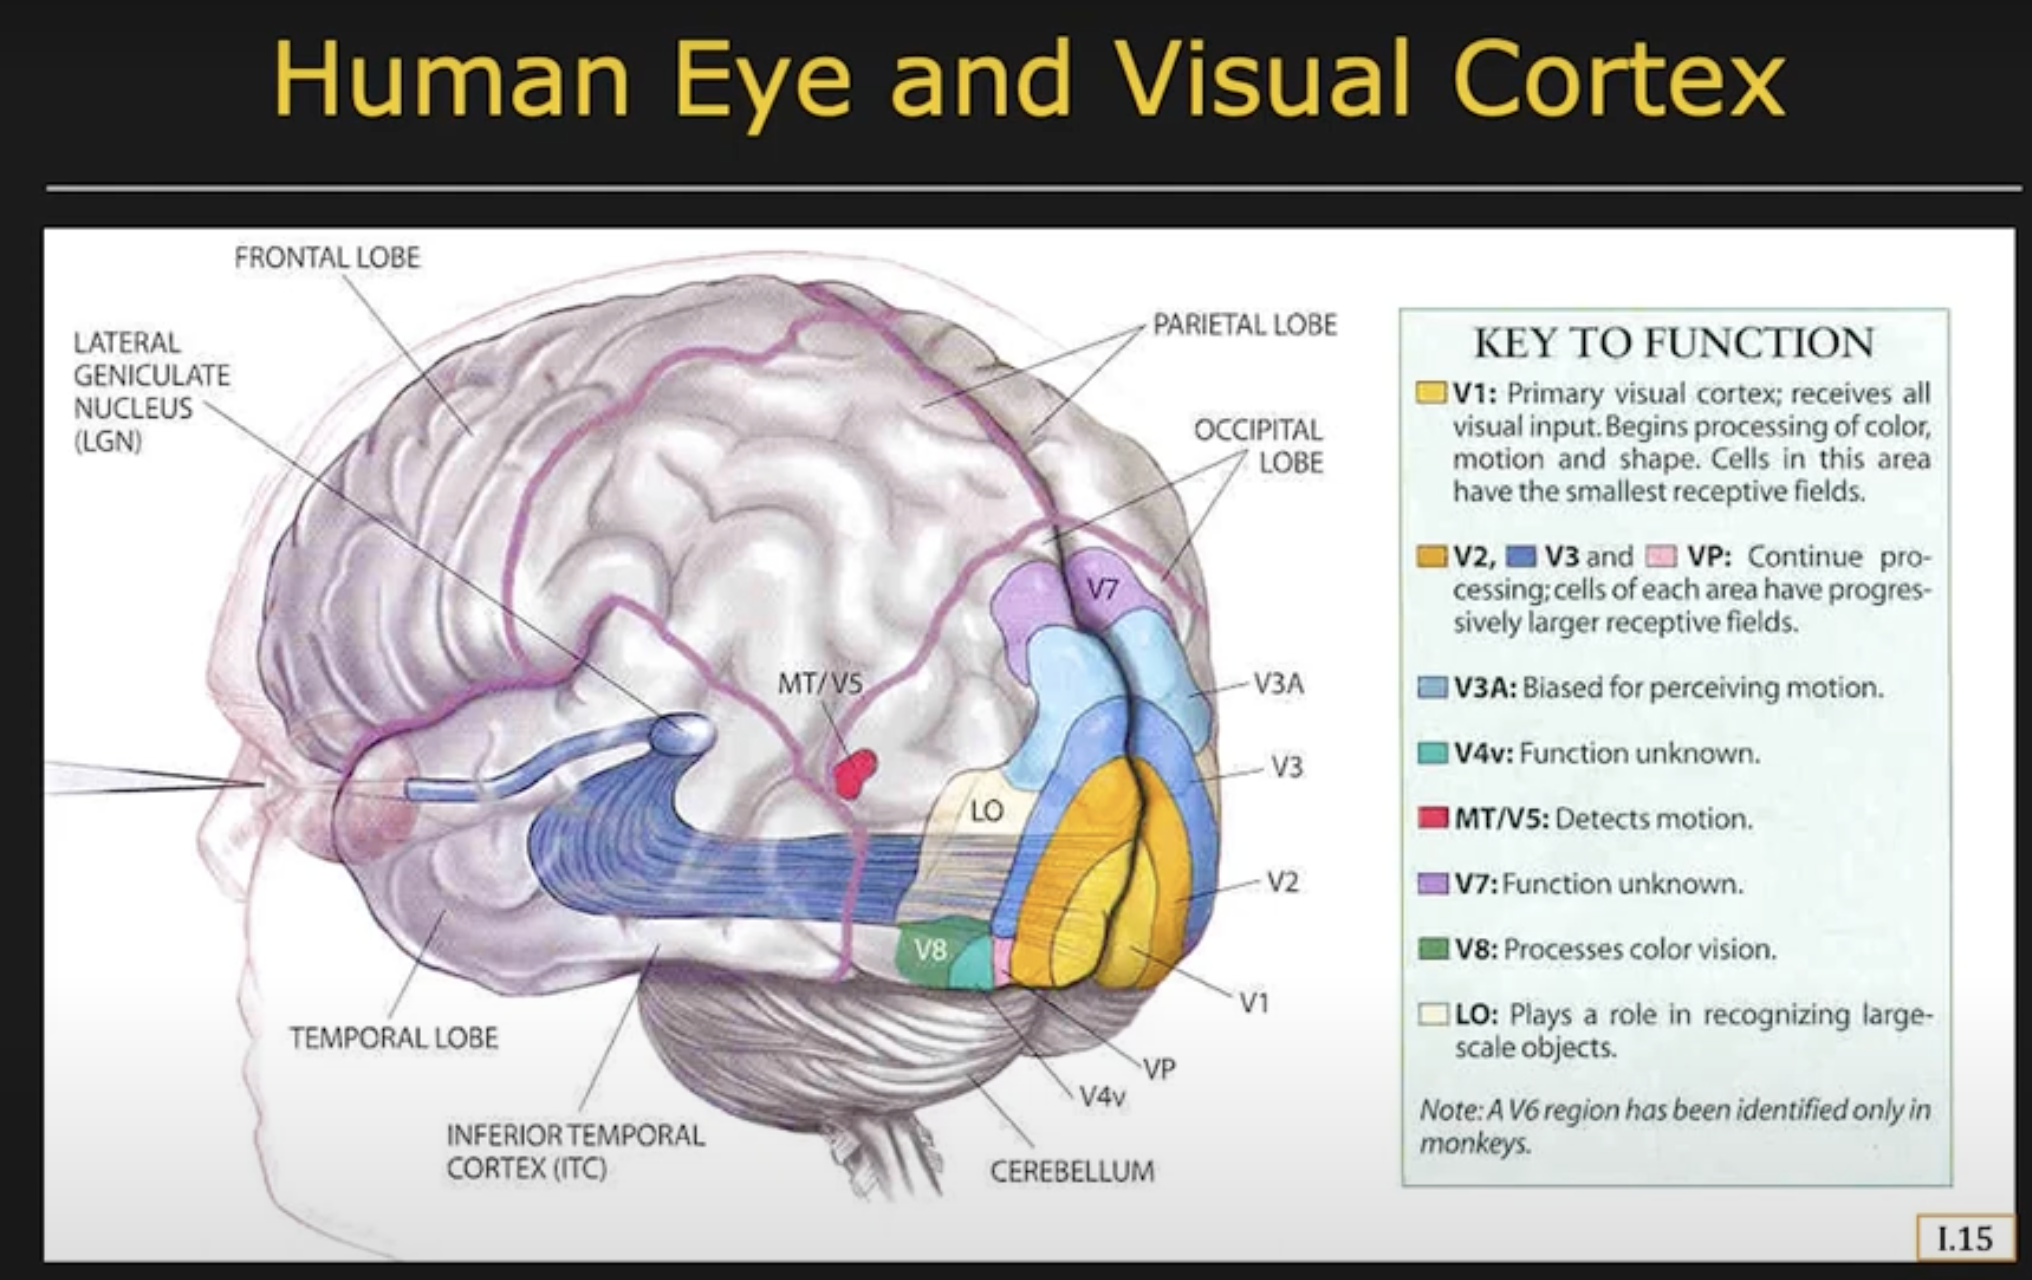 Human Eye and Visual Cortex
FRONTAL LOBE
LATERAL
GENICULATE
NUCLEUS
(LGN)
PARIETAL LOBE
OCCIPITAL
LOBE
V7
MT/V5
V3A
V3
LO
V2
V8
V1
TEMPORAL LOBE
VP
V4v
INFERIOR TEMPORAL
CORTEX (ITC)
CEREBELLUM
KEY TO FUNCTION
V1: Primary visual cortex; receives all
visual input. Begins processing of color,
motion and shape. Cells in this area
have the smallest receptive fields.
V2, V3 and VP: Continue pro-
cessing; cells of each area have progres-
sively larger receptive fields.
V3A: Biased for perceiving motion.
V4v: Function unknown.
MT/V5: Detects motion.
V7: Function unknown.
V8: Processes color vision.
LO: Plays a role in recognizing large-
scale objects.
Note: A V6 region has been identified only in
monkeys.
I.15